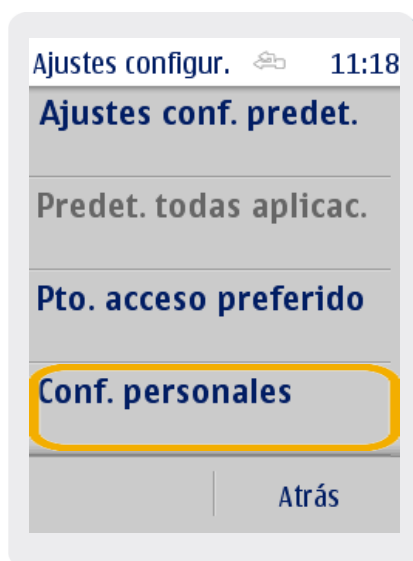 Ajustes configur. 11:18
Ajustes conf. predet.
Predet. todas aplicac.
Pto. acceso preferido
Conf. personales
Atrás